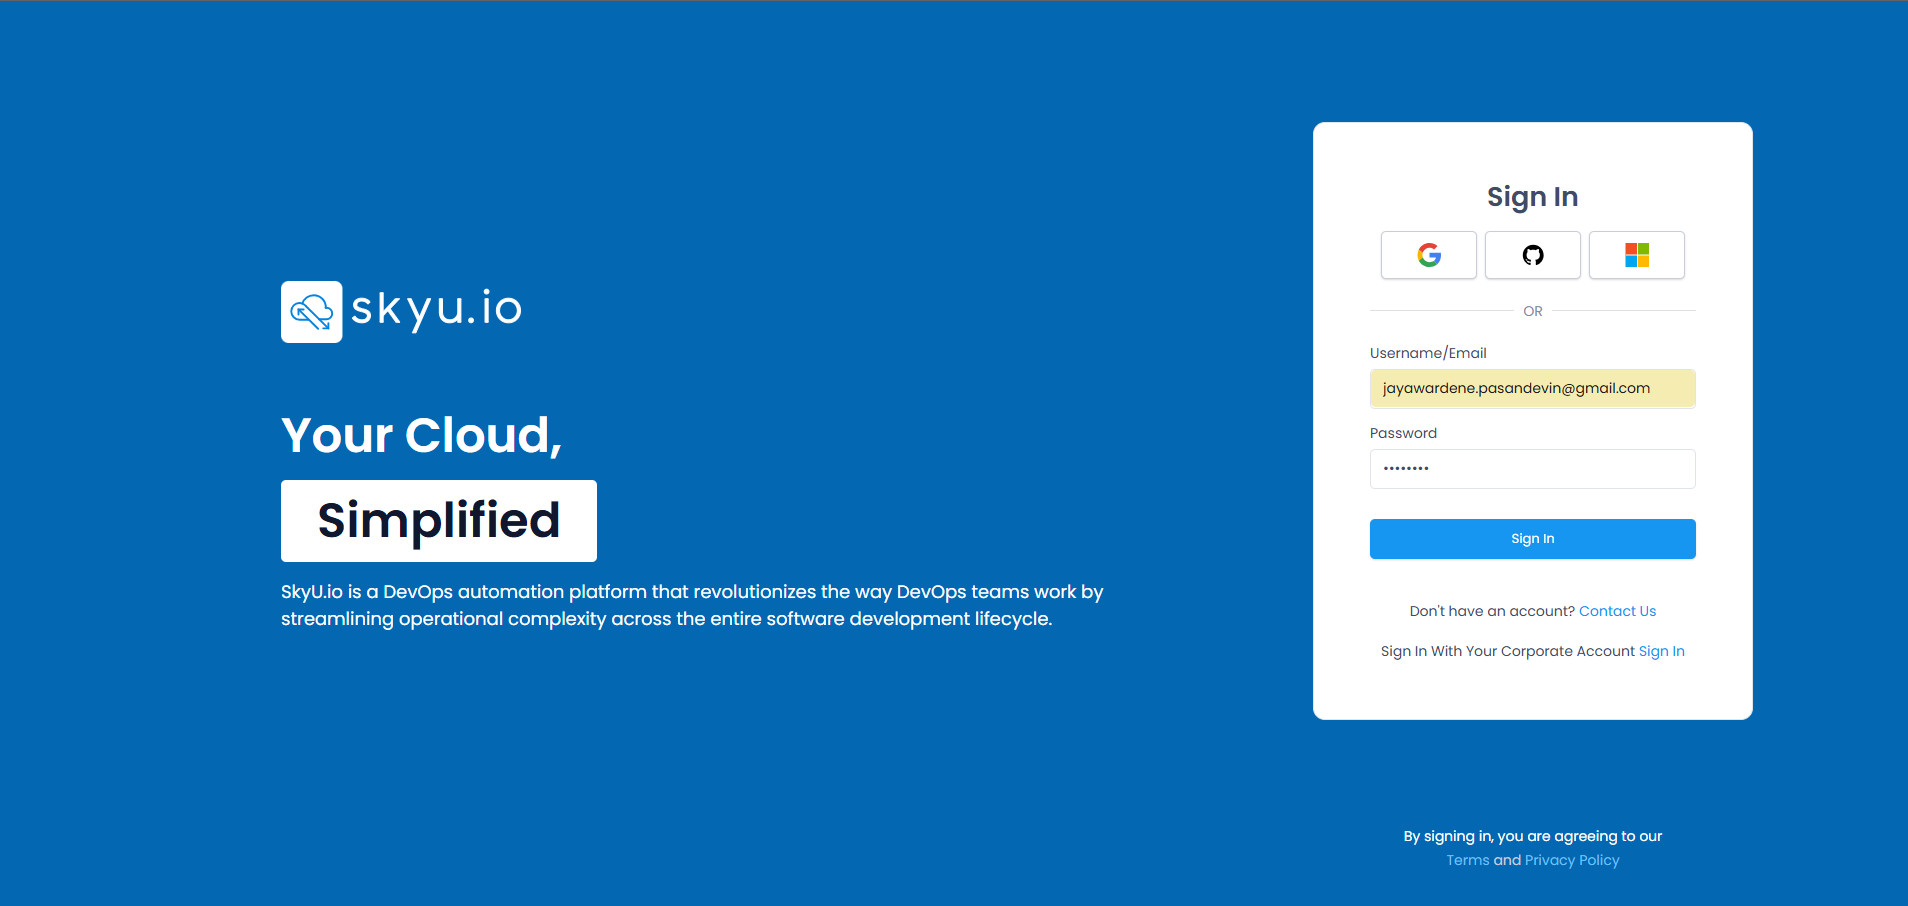 skyu.io
Your Cloud,
Simplified
SkyU.io is a DevOps automation platform that revolutionizes the way DevOps teams work by
streamlining operational complexity across the entire software development lifecycle.
Sign In
OR
Username/Email
jayawardene.pasandevin@gmail.com
Password
••••••••
Sign In
Don't have an account? Contact Us
Sign In With Your Corporate Account Sign In
By signing in, you are agreeing to our
Terms and Privacy Policy